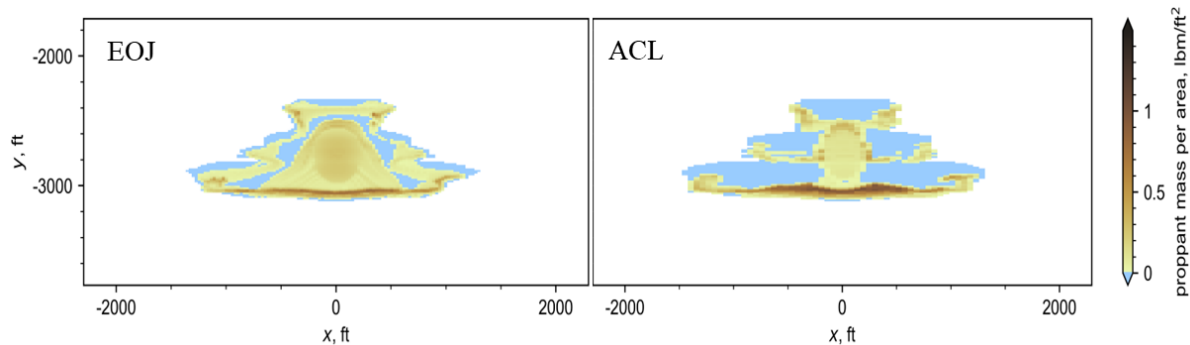 EOJ
ACL
-2000
-3000
y, ft
-2000
0
2000
x, ft
-2000
0
2000
x, ft
1
0.5
0
proppant mass per area, lbm/ft²